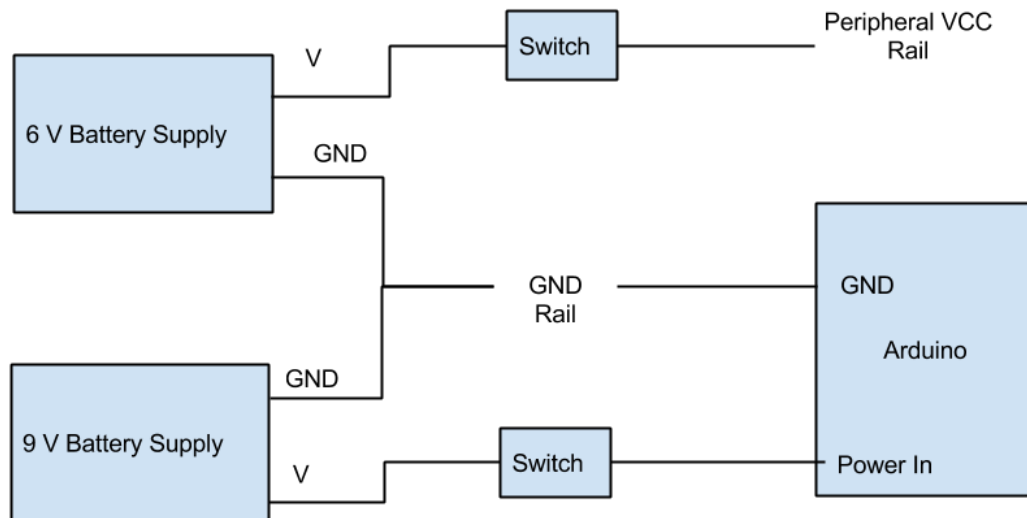 V
Switch
Peripheral VCC
Rail
6 V Battery Supply
GND
GND
Rail
GND
Arduino
GND
9 V Battery Supply
V
Switch
Power In